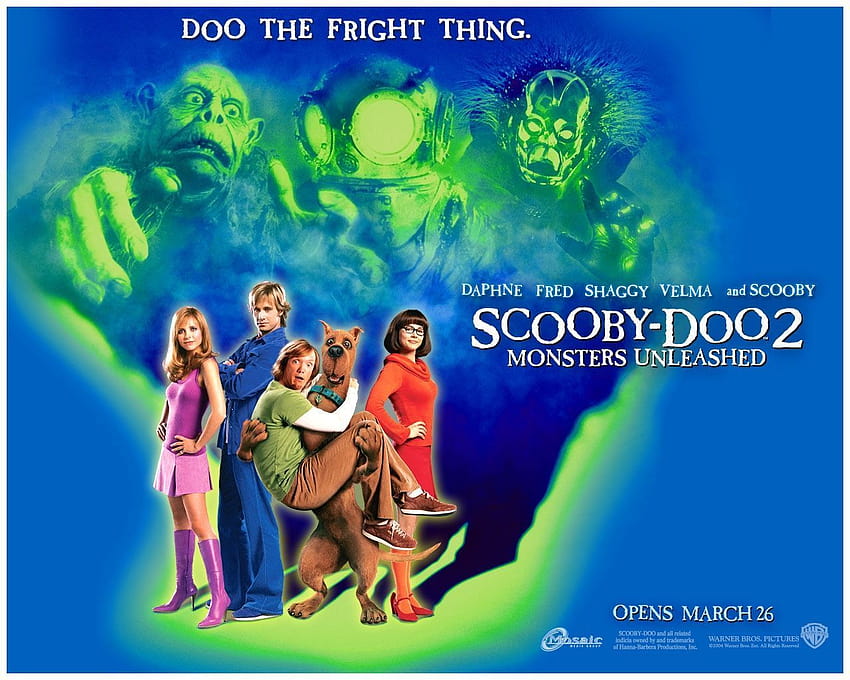 DOO THE FRIGHT THING.
DAPHNE FRED SHAGGY VELMA and SCOOBY
SCOOBY-DOO 2
MONSTERS UNLEASHED
OPENS MARCH 26
Mosaic
MEDIA GROUP
SCOOBY-DOO and all related
indicia owned by and trademarks
of Hanna-Barbera Productions, Inc.
WARNER BROS. PICTURES
©2004 Warner Bros. All Rights Reserved
WB